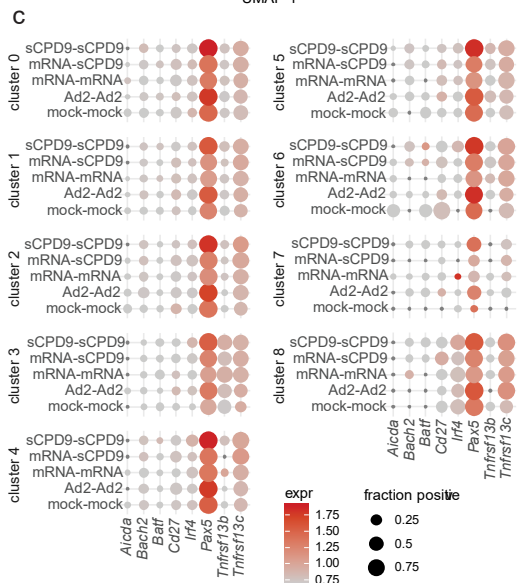 C
cluster 0
sCPD9-sCPD9
mRNA-sCPD9
mRNA-mRNA
Ad2-Ad2
mock-mock
cluster 1
sCPD9-sCPD9
mRNA-sCPD9
mRNA-mRNA
Ad2-Ad2
mock-mock
cluster 2
sCPD9-sCPD9
mRNA-sCPD9
mRNA-mRNA
Ad2-Ad2
mock-mock
cluster 3
sCPD9-sCPD9
mRNA-sCPD9
mRNA-mRNA
Ad2-Ad2
mock-mock
cluster 4
sCPD9-sCPD9
mRNA-sCPD9
mRNA-mRNA
Ad2-Ad2
mock-mock
Aicda
Bach2
Batf
Cd27
Irf4
Pax5
Tnfrsf13b
Tnfrsf13c
cluster 5
sCPD9-sCPD9
mRNA-sCPD9
mRNA-mRNA
Ad2-Ad2
mock-mock
cluster 6
sCPD9-sCPD9
mRNA-sCPD9
mRNA-mRNA
Ad2-Ad2
mock-mock
cluster 7
sCPD9-sCPD9
mRNA-sCPD9
mRNA-mRNA
Ad2-Ad2
mock-mock
cluster 8
sCPD9-sCPD9
mRNA-sCPD9
mRNA-mRNA
Ad2-Ad2
mock-mock
Aicda
Bach2
Batf
Cd27
Irf4
Pax5
Tnfrsf13b
Tnfrsf13c
expr
1.75
1.50
1.25
1.00
0.75
fraction positive
0.25
0.5
0.75